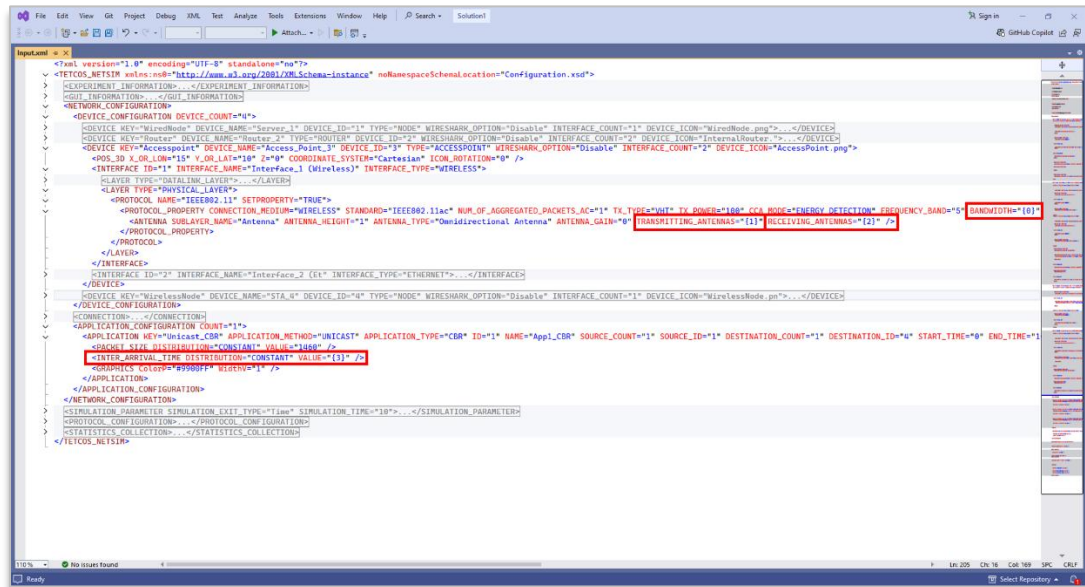 File Edit View Git Project Debug XML Test Analyze Tools Extensions Window Help Search Solution1 Sign in
Attach... GitHub Copilot
Input.xml
<?xml version="1.0" encoding="UTF-8" standalone="no"?>
<TETCOS_NETSIM xmlns:ns0="http://www.w3.org/2001/XMLSchema-instance" noNamespaceSchemaLocation="Configuration.xsd">
<EXPERIMENT_INFORMATION>...</EXPERIMENT_INFORMATION>
<GUI_INFORMATION>...</GUI_INFORMATION>
<NETWORK_CONFIGURATION>
<DEVICE_CONFIGURATION DEVICE_COUNT="4">
<DEVICE KEY="WiredNode" DEVICE_NAME="Server_1" DEVICE_ID="1" TYPE="NODE" WIRESHARK_OPTION="Disable" INTERFACE_COUNT="1" DEVICE_ICON="WiredNode.png">...</DEVICE>
<DEVICE KEY="Router" DEVICE_NAME="Router_2" TYPE="ROUTER" DEVICE_ID="2" WIRESHARK_OPTION="Disable" INTERFACE_COUNT="2" DEVICE_ICON="InternalRouter.">...</DEVICE>
<DEVICE KEY="Accesspoint" DEVICE_NAME="Access_Point_3" DEVICE_ID="3" TYPE="ACCESSPOINT" WIRESHARK_OPTION="Disable" INTERFACE_COUNT="2" DEVICE_ICON="AccessPoint.png">
<POS_3D X_OR_LON="15" Y_OR_LAT="10" Z="0" COORDINATE_SYSTEM="Cartesian" ICON_ROTATION="0" />
<INTERFACE ID="1" INTERFACE_NAME="Interface_1 (Wireless)" INTERFACE_TYPE="WIRELESS">
<LAYER TYPE="DATALINK_LAYER">...</LAYER>
<LAYER TYPE="PHYSICAL_LAYER">
<PROTOCOL NAME="IEEE802.11" SETPROPERTY="TRUE">
<PROTOCOL_PROPERTY CONNECTION_MEDIUM="WIRELESS" STANDARD="IEEE802.11ac" NUM_OF_AGGREGATED_PACKETS_AC="1" TX_TYPE="VHT" TX_POWER="100" CCA_MODE="ENERGY_DETECTION" FREQUENCY_BAND="5" BANDWIDTH="{0}"
<ANTENNA SUBLAYER_NAME="Antenna" ANTENNA_HEIGHT="1" ANTENNA_TYPE="Omnidirectional Antenna" ANTENNA_GAIN="0" TRANSMITTING_ANTENNAS="{1}" RECEIVING_ANTENNAS="{2}" />
</PROTOCOL_PROPERTY>
</PROTOCOL>
</LAYER>
</INTERFACE>
<INTERFACE ID="2" INTERFACE_NAME="Interface_2 (Et" INTERFACE_TYPE="ETHERNET">...</INTERFACE>
</DEVICE>
<DEVICE KEY="WirelessNode" DEVICE_NAME="STA_4" DEVICE_ID="4" TYPE="NODE" WIRESHARK_OPTION="Disable" INTERFACE_COUNT="1" DEVICE_ICON="WirelessNode.pn">...</DEVICE>
</DEVICE_CONFIGURATION>
<CONNECTION>...</CONNECTION>
<APPLICATION_CONFIGURATION COUNT="1">
<APPLICATION KEY="Unicast_CBR" APPLICATION_METHOD="UNICAST" APPLICATION_TYPE="CBR" ID="1" NAME="App1_CBR" SOURCE_COUNT="1" SOURCE_ID="1" DESTINATION_COUNT="1" DESTINATION_ID="4" START_TIME="0" END_TIME="1
<PACKET_SIZE DISTRIBUTION="CONSTANT" VALUE="1460" />
<INTER_ARRIVAL_TIME DISTRIBUTION="CONSTANT" VALUE="{3}" />
<GRAPHICS ColorP="#9900FF" WidthV="1" />
</APPLICATION>
</APPLICATION_CONFIGURATION>
</NETWORK_CONFIGURATION>
<SIMULATION_PARAMETER SIMULATION_EXIT_TYPE="Time" SIMULATION_TIME="10">...</SIMULATION_PARAMETER>
<PROTOCOL_CONFIGURATION>...</PROTOCOL_CONFIGURATION>
<STATISTICS_COLLECTION>...</STATISTICS_COLLECTION>
</TETCOS_NETSIM>
110 % No issues found Ln: 205 Ch: 16 Col: 169 SPC CRLF
Ready Select Repository